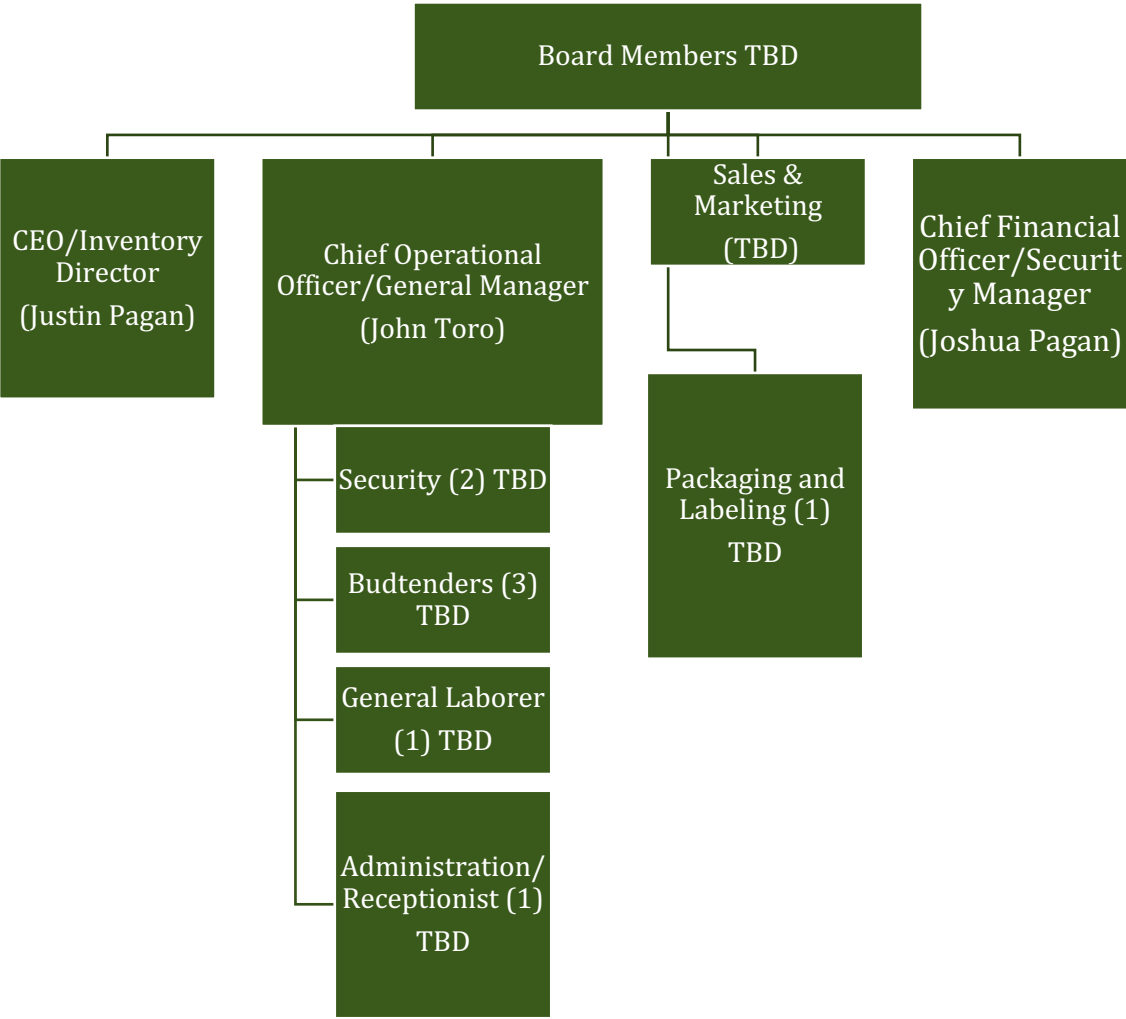 Board Members TBD
CEO/Inventory
Director
(Justin Pagan)
Chief Operational
Officer/General Manager
(John Toro)
Sales &
Marketing
(TBD)
Chief Financial
Officer/Securit
y Manager
(Joshua Pagan)
Security (2) TBD
Budtenders (3)
TBD
General Laborer
(1) TBD
Administration/
Receptionist (1)
TBD
Packaging and
Labeling (1)
TBD